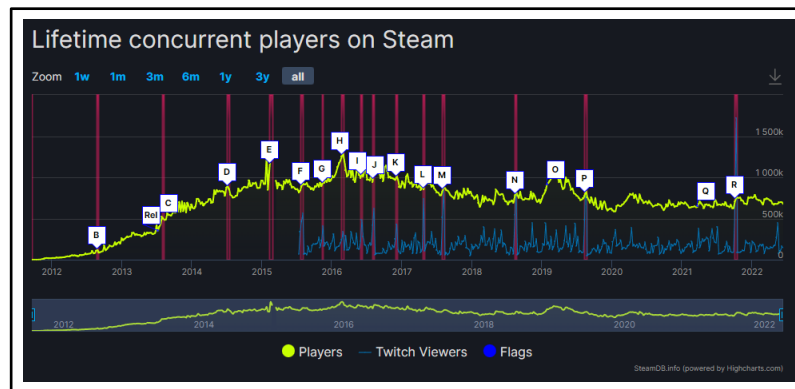 Lifetime concurrent players on Steam
Zoom 1w 1m 3m 6m 1y 3y all
1 500k
H
E
I J K
D F G L M N O P
1 000k
Q R
Rel C
500k
B
0
2012 2013 2014 2015 2016 2017 2018 2019 2020 2021 2022
2012 2014 2016 2018 2020 2022
Players Twitch Viewers Flags
SteamDB.info (powered by Highcharts.com)